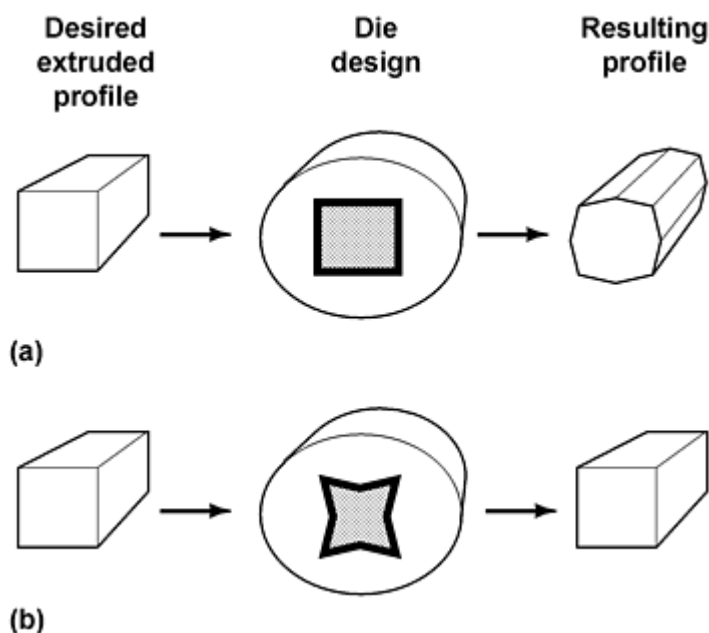 Desired
extruded
profile
Die
design
Resulting
profile
(a)
(b)